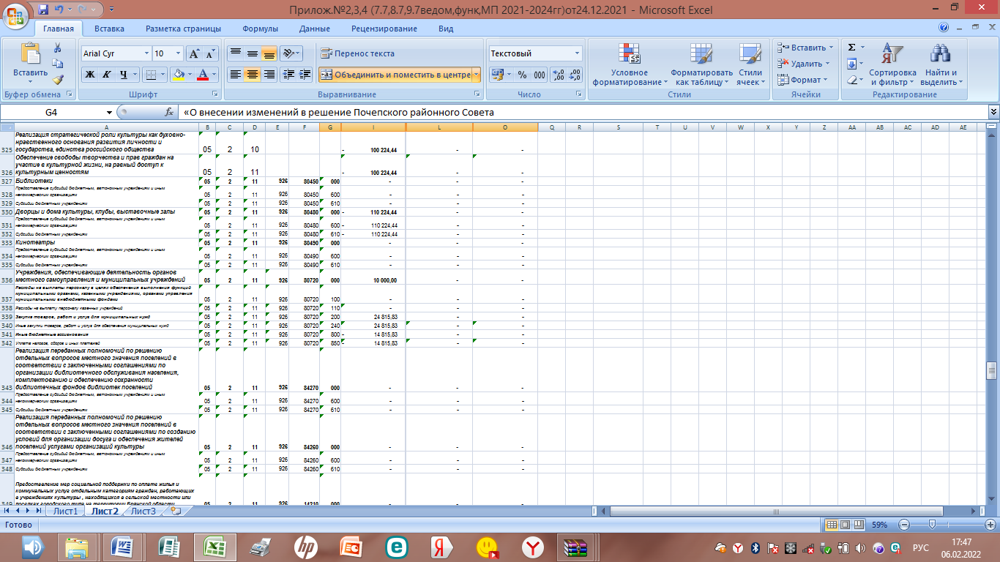 Прилож.№2,3,4 (7.7,8.7,9.7ведом,функ,МП 2021-2024гг)от24.12.2021 - Microsoft Excel
Главная Вставка Разметка страницы Формулы Данные Рецензирование Вид
Вставить
Буфер обмена
Arial Cyr 10
Ж К Ч
Шрифт
Перенос текста
Объединить и поместить в центре
Выравнивание
Текстовый
% 000
Число
Условное форматирование
Форматировать как таблицу
Стили ячеек
Стили
Вставить
Удалить
Формат
Ячейки
Сортировка и фильтр
Найти и выделить
Редактирование
G4 fx «О внесении изменений в решение Почепского районного Совета
A B C D E F G I L O Q R S T U V W X Y Z AA AB AC AD AE
Реализация стратегической роли культуры как духовно-
нравственного основания развития личности и
325 государства, единства российского общества 05 2 10 - 100 224,44 - -
Обеспечение свободы творчества и прав граждан на
участие в культурной жизни, на равный доступ к
326 культурным ценностям 05 2 11 - 100 224,44 - -
327 Библиотеки 05 2 11 926 80450 000 - - -
Предоставление субсидий бюджетным, автономным учреждениям и иным
328 некоммерческим организациям 05 2 11 926 80450 600 - - -
329 Субсидии бюджетным учреждениям 05 2 11 926 80450 610 - - -
330 Дворцы и дома культуры, клубы, выставочные залы 05 2 11 926 80480 000 - 110 224,44 - -
Предоставление субсидий бюджетным, автономным учреждениям и иным
331 некоммерческим организациям 05 2 11 926 80480 600 - 110 224,44 - -
332 Субсидии бюджетным учреждениям 05 2 11 926 80480 610 - 110 224,44 - -
333 Кинотеатры 05 2 11 926 80490 000 - - -
Предоставление субсидий бюджетным, автономным учреждениям и иным
334 некоммерческим организациям 05 2 11 926 80490 600 - - -
335 Субсидии бюджетным учреждениям 05 2 11 926 80490 610 - - -
Учреждения, обеспечивающие деятельность органов
336 местного самоуправления и муниципальных учреждений 05 2 11 926 80720 000 10 000,00 - -
Расходы на выплаты персоналу в целях обеспечения выполнения функций
муниципальными органами, казенными учреждениями, органами управления
337 муниципальными внебюджетными фондами 05 2 11 926 80720 100 - - -
338 Расходы на выплату персоналу казенных учреждений 05 2 11 926 80720 110 - - -
339 Закупка товаров, работ и услуг для муниципальных нужд 05 2 11 926 80720 200 24 815,83 - -
340 Иные закупки товаров, работ и услуг для обеспечения муниципальных нужд 05 2 11 926 80720 240 24 815,83 - -
341 Иные бюджетные ассигнования 05 2 11 926 80720 800 - 14 815,83 - -
342 Уплата налогов, сборов и иных платежей 05 2 11 926 80720 850 - 14 815,83 - -
Реализация переданных полномочий по решению
отдельных вопросов местного значения поселений в
соответствии с заключенными соглашениями по
организации библиотечного обслуживания населения,
комплектованию и обеспечению сохранности
343 библиотечных фондов библиотек поселений 05 2 11 926 84270 000 - - -
Предоставление субсидий бюджетным, автономным учреждениям и иным
344 некоммерческим организациям 05 2 11 926 84270 600 - - -
345 Субсидии бюджетным учреждениям 05 2 11 926 84270 610 - - -
Реализация переданных полномочий по решению
отдельных вопросов местного значения поселений в
соответствии с заключенными соглашениями по созданию
условий для организации досуга и обеспечения жителей
346 поселений услугами организаций культуры 05 2 11 926 84260 000 - - -
Предоставление субсидий бюджетным, автономным учреждениям и иным
347 некоммерческим организациям 05 2 11 926 84260 600 - - -
348 Субсидии бюджетным учреждениям 05 2 11 926 84260 610 - - -
Предоставление мер социальной поддержки по оплате жилья и
коммунальных услуг отдельным категориям граждан, работающих
в учреждениях культуры , находящихся в сельской местности или
349 поселках городского типа на территории Брянской области 05 2 11 926 14210 000 - - -
Лист1 Лист2 Лист3
Готово 59%
РУС 17:47
06.02.2022